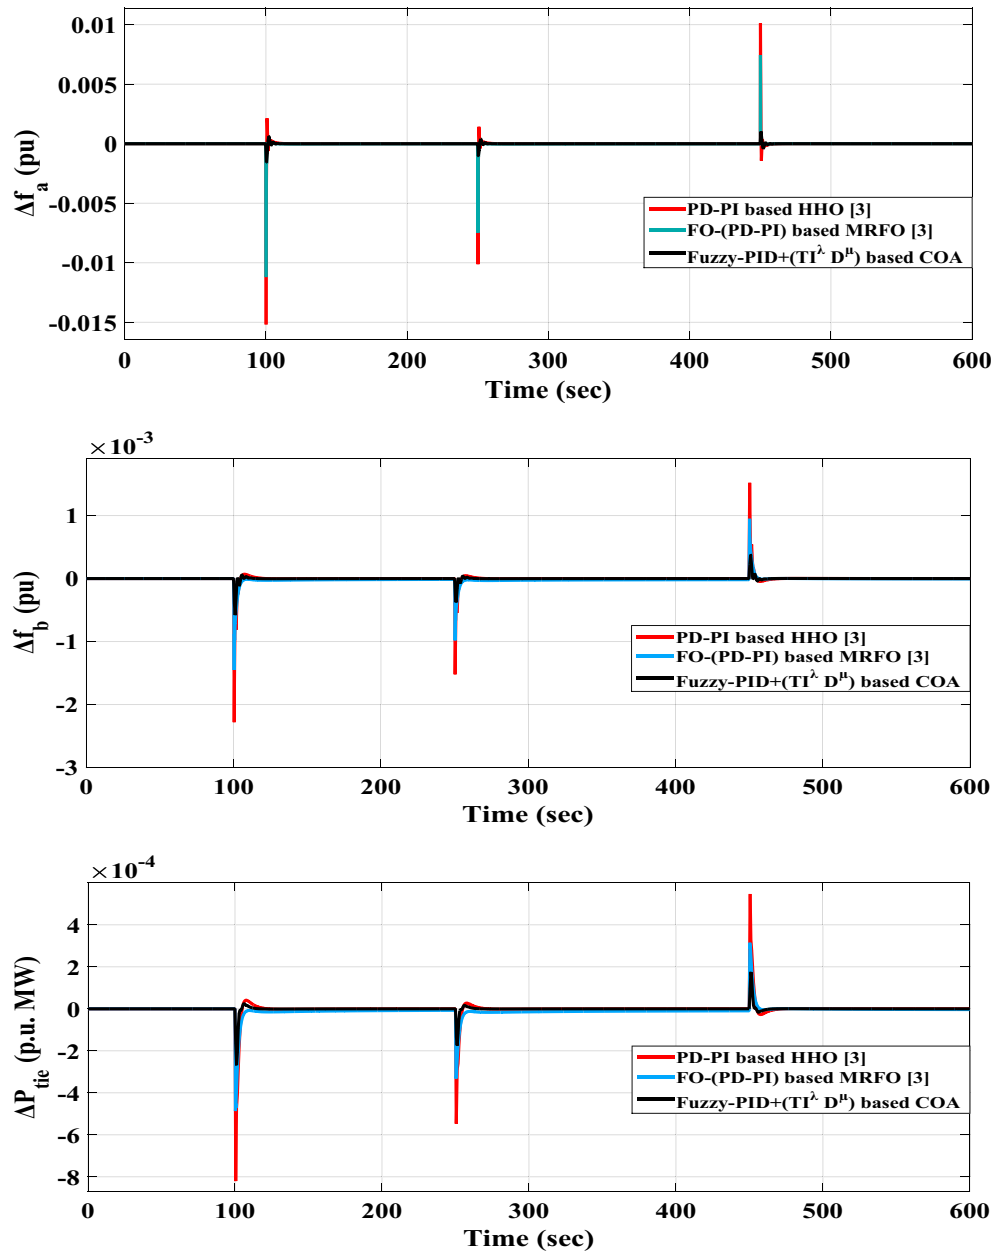 0.01
0.005
0
-0.005
-0.01
-0.015
Δf_a (pu)
PD-PI based HHO [3]
FO-(PD-PI) based MRFO [3]
Fuzzy-PID+(TI^λ D^μ) based COA
0 100 200 300 400 500 600
Time (sec)
×10^-3
1
0
-1
-2
-3
Δf_b (pu)
PD-PI based HHO [3]
FO-(PD-PI) based MRFO [3]
Fuzzy-PID+(TI^λ D^μ) based COA
0 100 200 300 400 500 600
Time (sec)
×10^-4
4
2
0
-2
-4
-6
-8
ΔP_tie (p.u. MW)
PD-PI based HHO [3]
FO-(PD-PI) based MRFO [3]
Fuzzy-PID+(TI^λ D^μ) based COA
0 100 200 300 400 500 600
Time (sec)